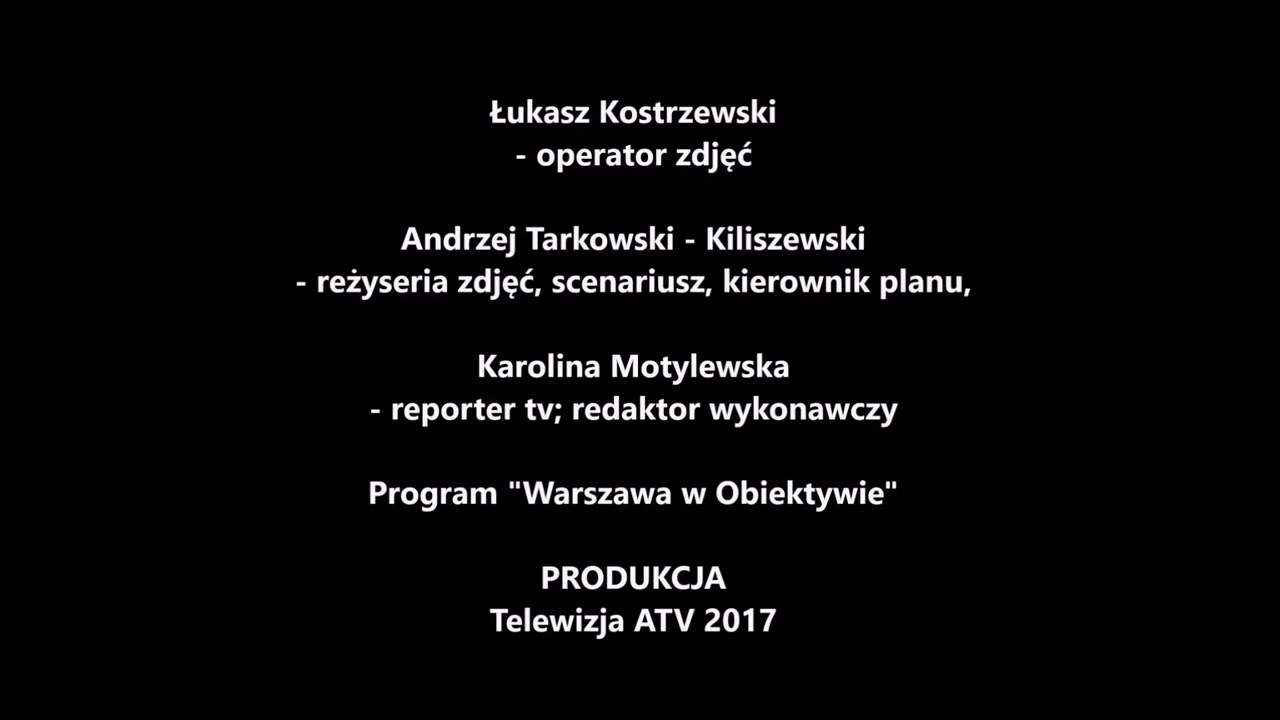 Łukasz Kostrzewski
- operator zdjęć
Andrzej Tarkowski - Kiliszewski
- reżyseria zdjęć, scenariusz, kierownik planu,
Karolina Motylewska
- reporter tv; redaktor wykonawczy
Program "Warszawa w Obiektywie"
PRODUKCJA
Telewizja ATV 2017